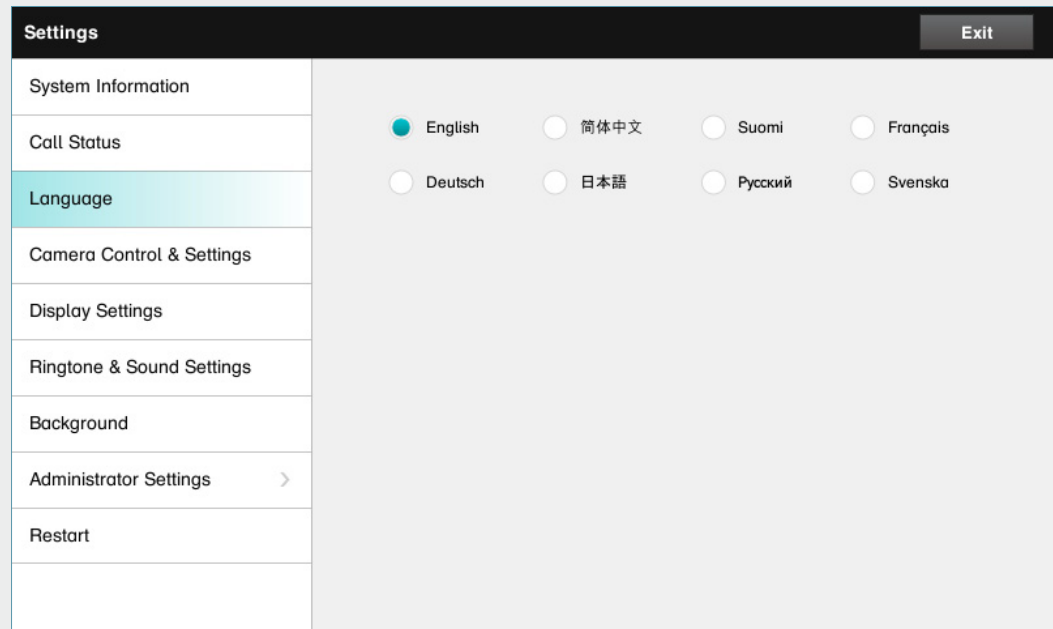 Settings
Exit
System Information
Call Status
Language
Camera Control & Settings
Display Settings
Ringtone & Sound Settings
Background
Administrator Settings
Restart
English 简体中文 Suomi Français
Deutsch 日本語 Русский Svenska